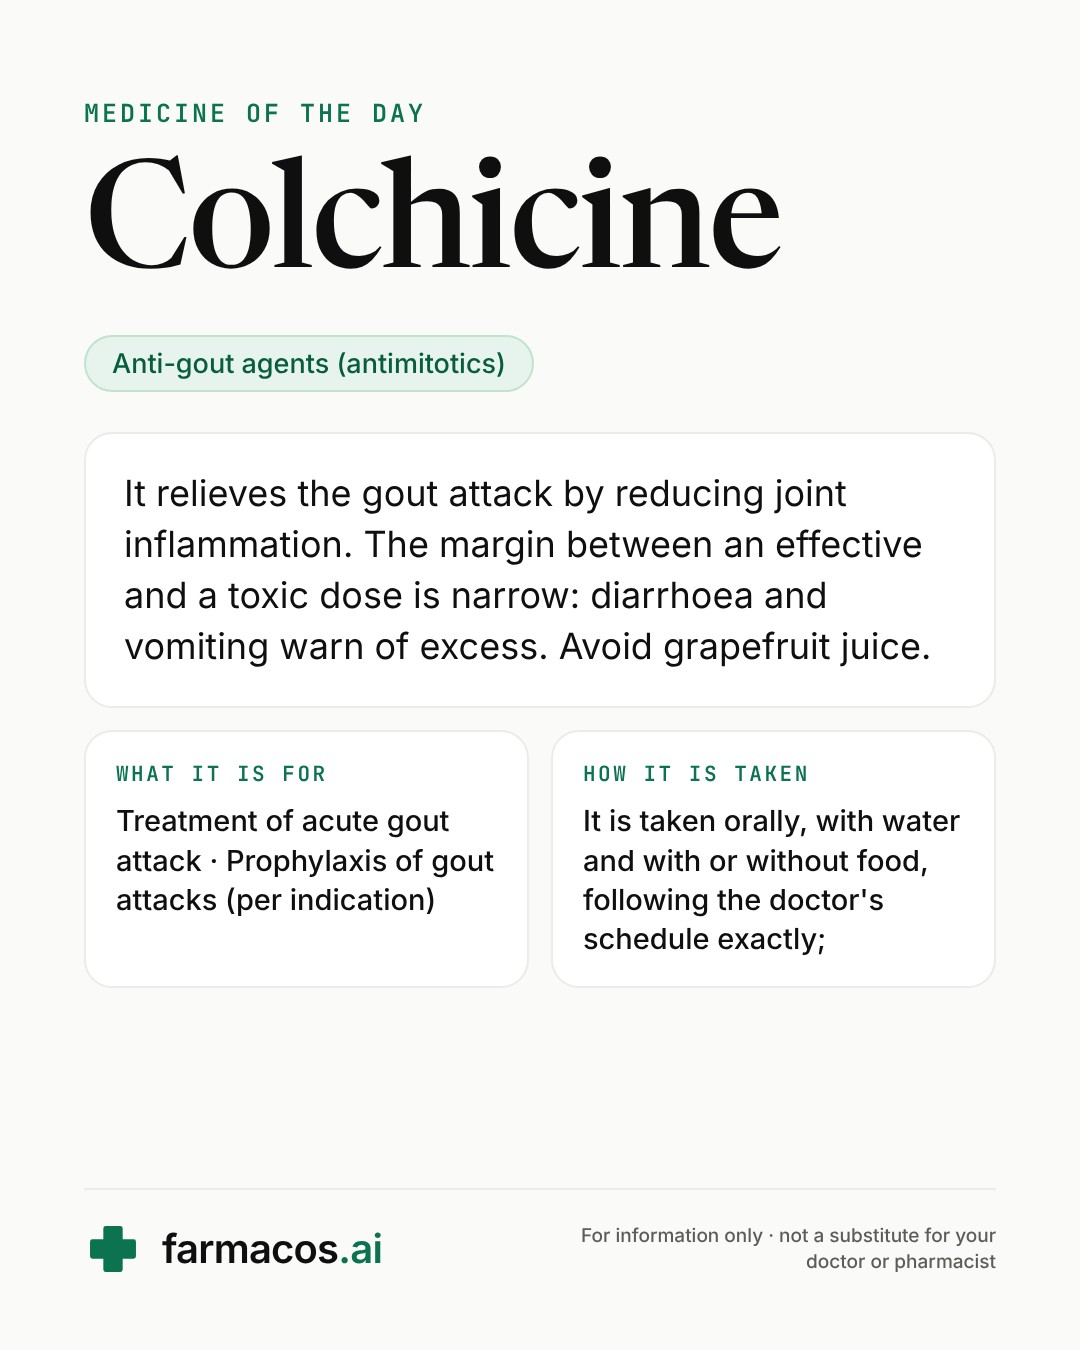 MEDICINE OF THE DAY
Colchicine
Anti-gout agents (antimitotics)
It relieves the gout attack by reducing joint
inflammation. The margin between an effective
and a toxic dose is narrow: diarrhoea and
vomiting warn of excess. Avoid grapefruit juice.
WHAT IT IS FOR
Treatment of acute gout
attack · Prophylaxis of gout
attacks (per indication)
HOW IT IS TAKEN
It is taken orally, with water
and with or without food,
following the doctor's
schedule exactly;
farmacos.ai
For information only · not a substitute for your
doctor or pharmacist